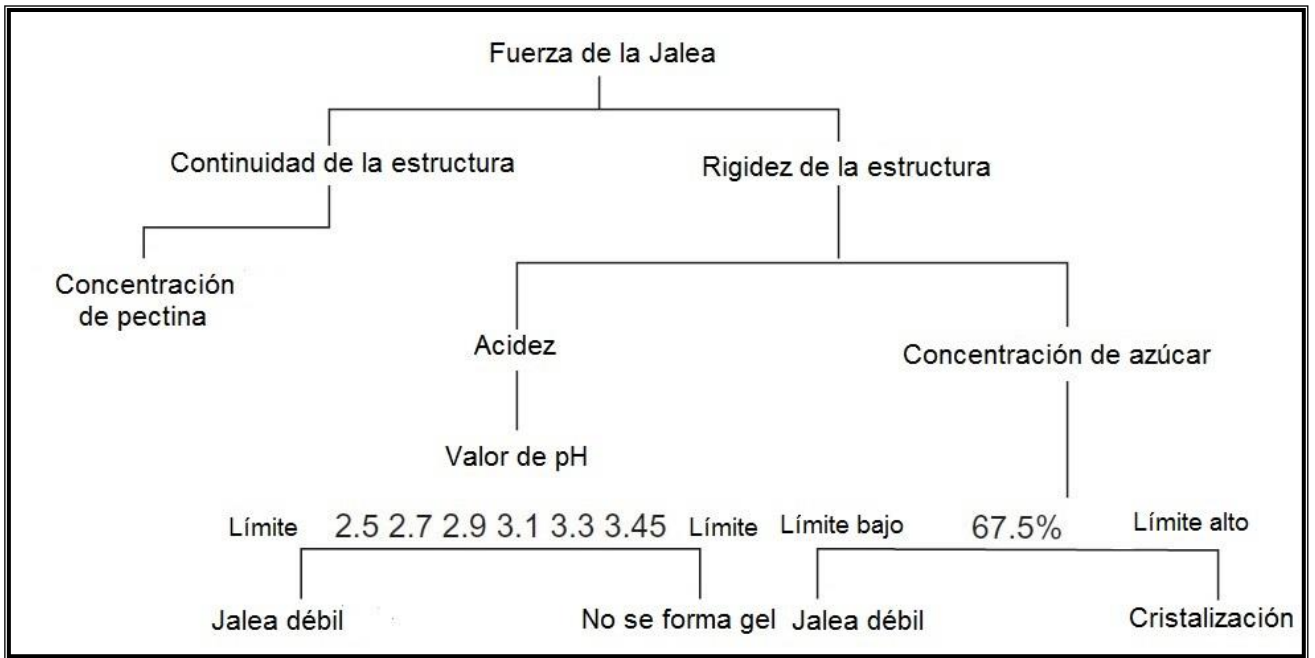 Fuerza de la Jalea
Continuidad de la estructura
Rigidez de la estructura
Concentración
de pectina
Acidez
Concentración de azúcar
Valor de pH
Límite 2.5 2.7 2.9 3.1 3.3 3.45 Límite
Límite bajo 67.5% Límite alto
Jalea débil
No se forma gel
Jalea débil
Cristalización